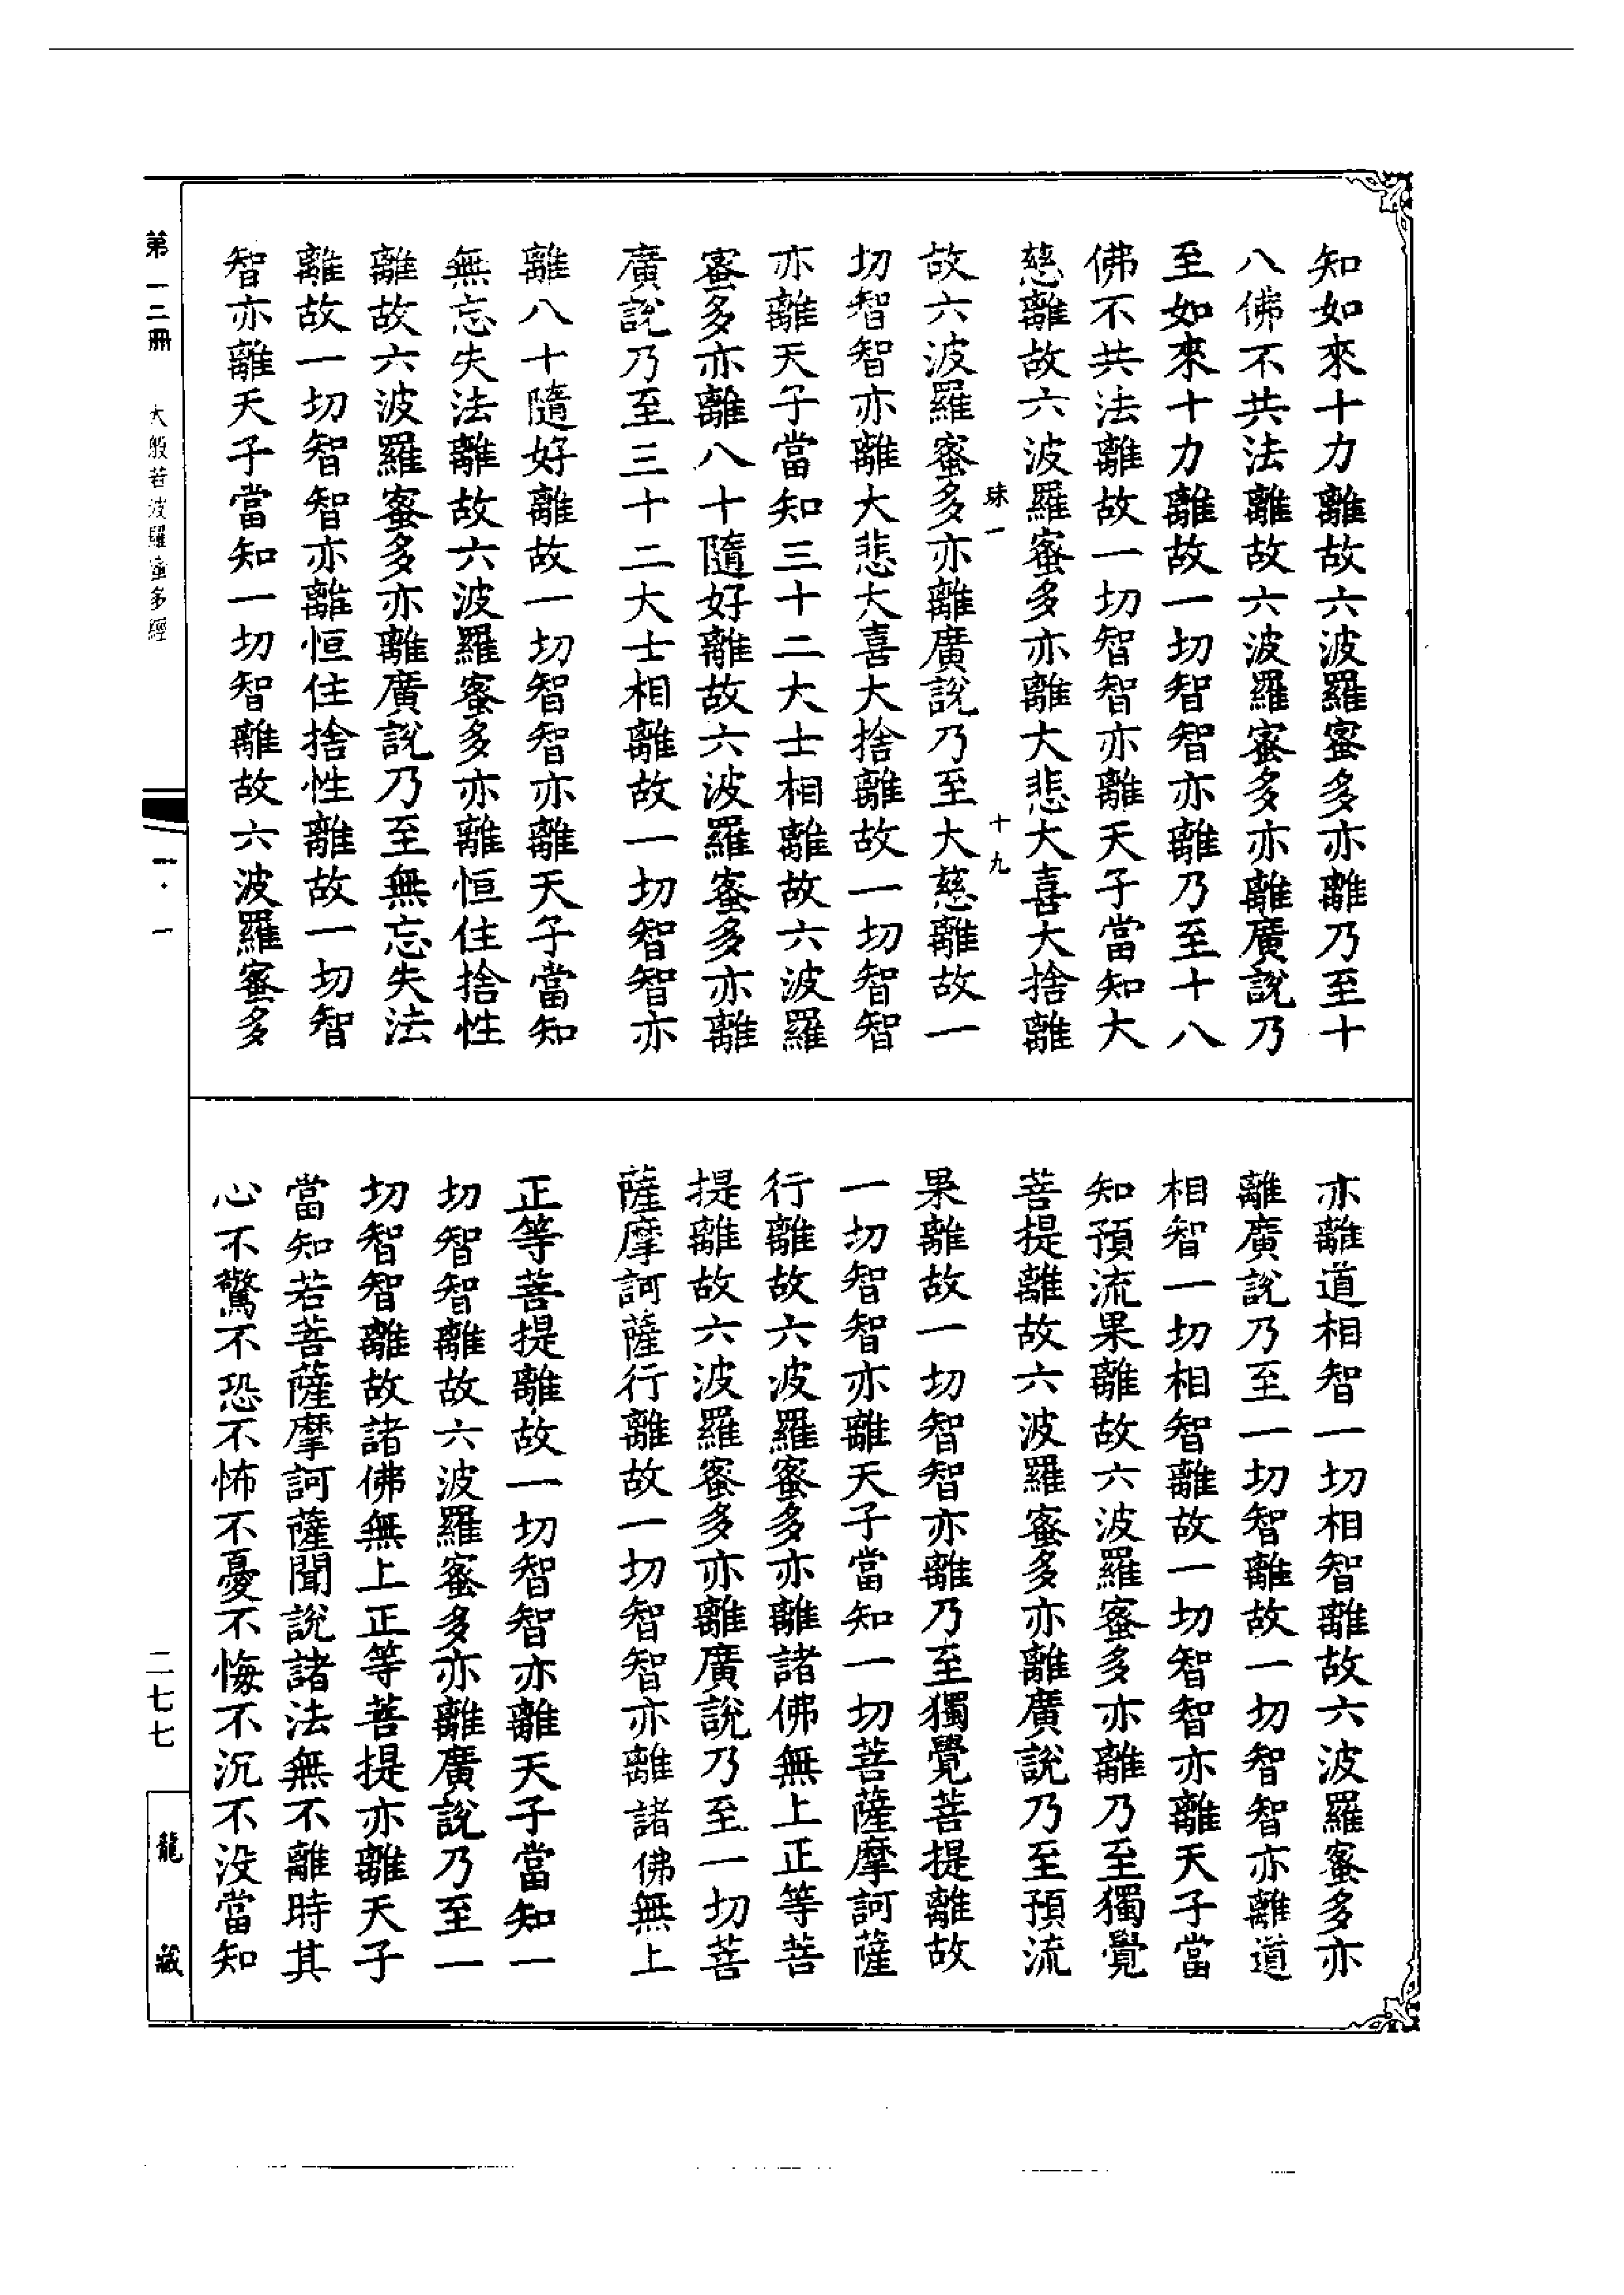 知如來十力離故六波羅蜜多亦離乃至十
八佛不共法離故六波羅蜜多亦離廣說乃
至如來十力離故一切智智亦離乃至十八
佛不共法離故一切智智亦離天子當知大
慈離故六波羅蜜多亦離大悲大喜大捨離
珠一 十九
故六波羅蜜多亦離廣說乃至大慈離故一
切智智亦離大悲大喜大捨離故一切智智
亦離天子當知三十二大士相離故六波羅
蜜多亦離八十隨好離故六波羅蜜多亦離
廣說乃至三十二大士相離故一切智智亦
離八十隨好離故一切智智亦離天子當知
無忘失法離故六波羅蜜多亦離恒住捨性
離故六波羅蜜多亦離廣說乃至無忘失法
離故一切智智亦離恒住捨性離故一切智
智亦離天子當知一切智離故六波羅蜜多
亦離道相智一切相智離故六波羅蜜多亦
離廣說乃至一切智離故一切智智亦離道
相智一切相智離故一切智智亦離天子當
知預流果離故六波羅蜜多亦離乃至獨覺
菩提離故六波羅蜜多亦離廣說乃至預流
果離故一切智智亦離乃至獨覺菩提離故
一切智智亦離天子當知一切菩薩摩訶薩
行離故六波羅蜜多亦離諸佛無上正等菩
提離故六波羅蜜多亦離廣說乃至一切菩
薩摩訶薩行離故一切智智亦離諸佛無上
正等菩提離故一切智智亦離天子當知一
切智智離故六波羅蜜多亦離廣說乃至一
切智智離故諸佛無上正等菩提亦離天子
當知若菩薩摩訶薩聞說諸法無不離時其
心不驚不恐不怖不憂不悔不沉不沒當知
第一三冊 大般若波羅蜜多經
二七七
龍藏